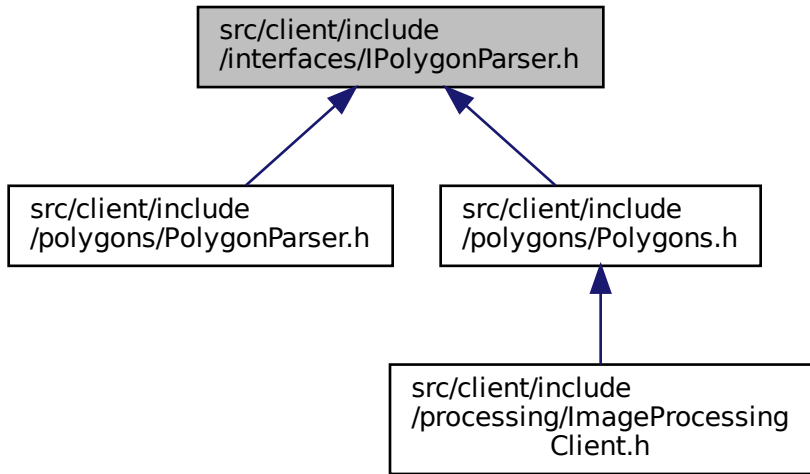 src/client/include
/interfaces/IPolygonParser.h
src/client/include
/polygons/PolygonParser.h
src/client/include
/polygons/Polygons.h
src/client/include
/processing/ImageProcessing
Client.h